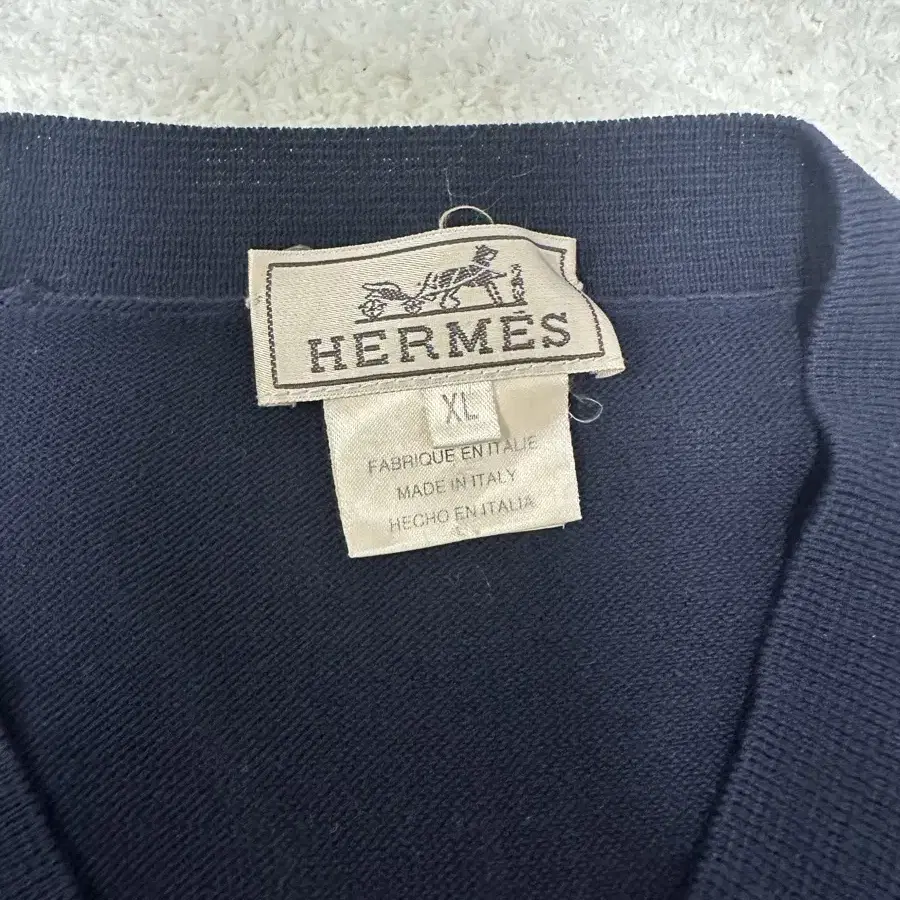 HERMÈS
XL
FABRIQUE EN ITALIE
MADE IN ITALY
HECHO EN ITALIA